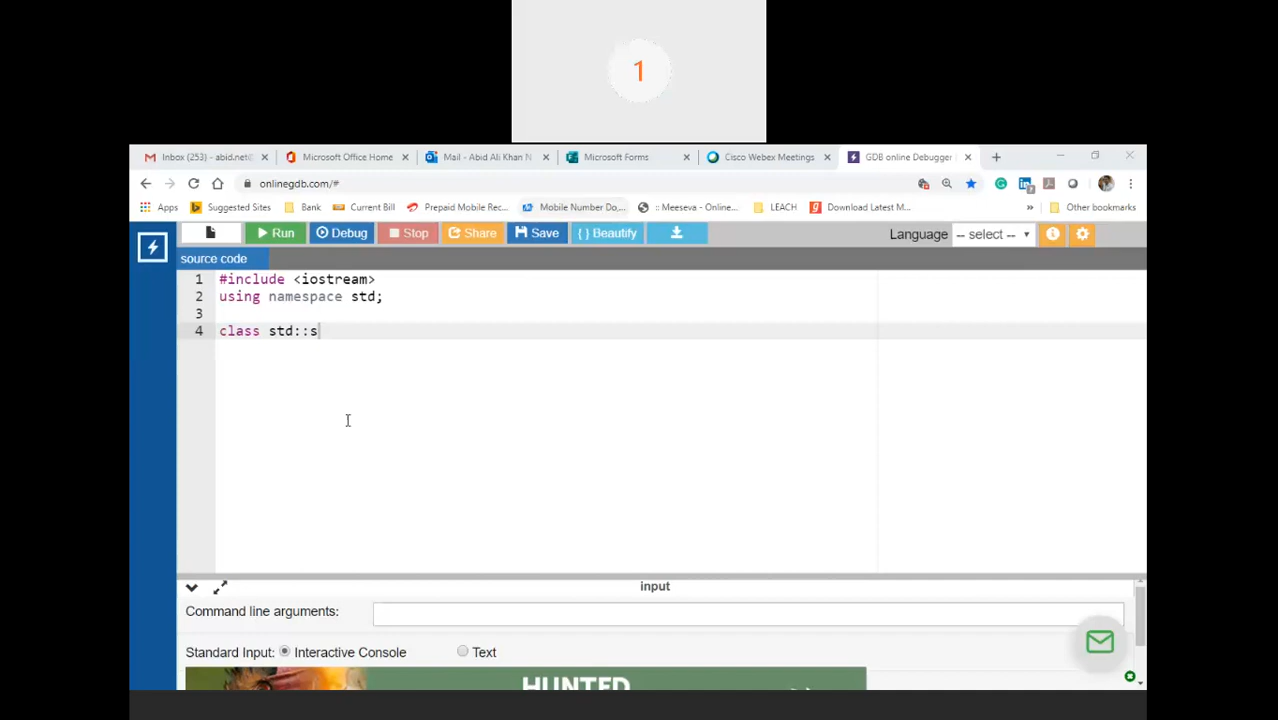 1
Inbox (253) - abid.net@
Microsoft Office Home
Mail - Abid Ali Khan N
Microsoft Forms
Cisco Webex Meetings
GDB online Debugger
onlinegdb.com/#
Apps
Suggested Sites
Bank
Current Bill
Prepaid Mobile Rec...
Mobile Number Do,...
:: Meeseva - Online...
LEACH
Download Latest M...
»
Other bookmarks
Run
Debug
Stop
Share
Save
{ } Beautify
Language
-- select --
source code
1 #include <iostream>
2 using namespace std;
3
4 class std::s
input
Command line arguments:
Standard Input: Interactive Console Text
HUNTED